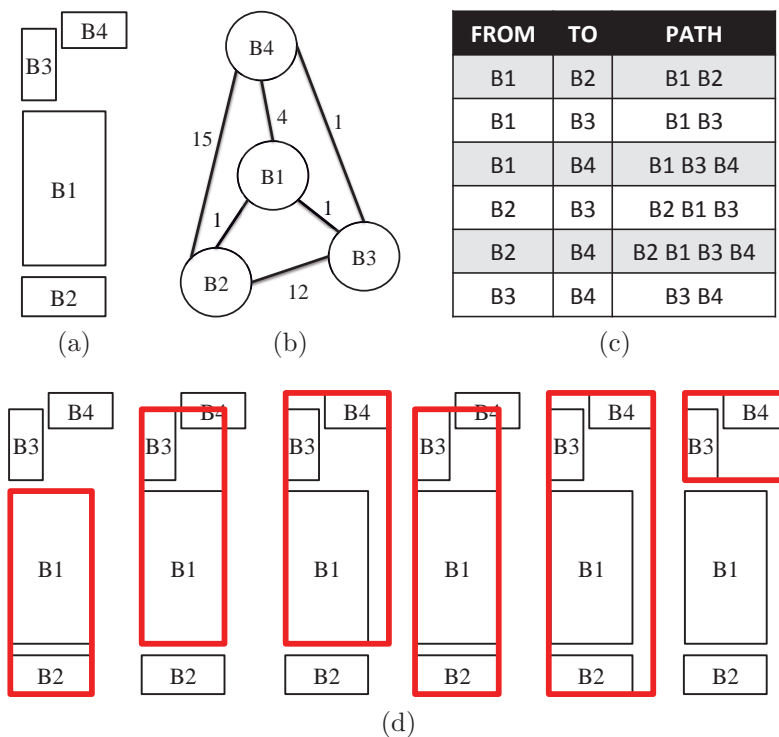 B4
B3
B1
B2
(a)
B4
4
1
15
B1
1
1
B3
B2
12
(b)
FROM TO PATH
B1 B2 B1 B2
B1 B3 B1 B3
B1 B4 B1 B3 B4
B2 B3 B2 B1 B3
B2 B4 B2 B1 B3 B4
B3 B4 B3 B4
(c)
B4
B3
B1
B2
B4
B3
B1
B2
B4
B3
B1
B2
B4
B3
B1
B2
B4
B3
B1
B2
B4
B3
B1
B2
(d)